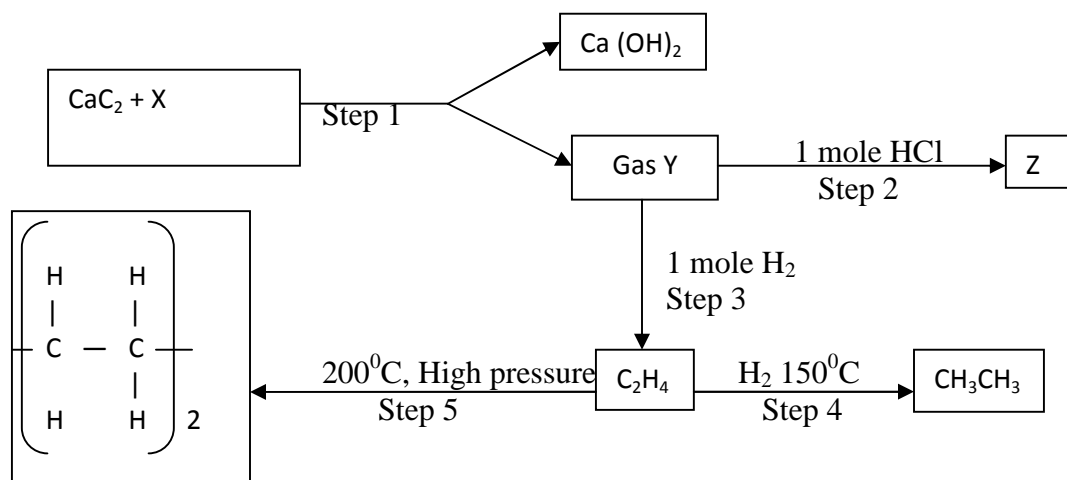 Ca (OH)₂
CaC₂ + X
Step 1
Gas Y
1 mole HCl
Step 2
Z
1 mole H₂
Step 3
H H
C — C
H H 2
200⁰C, High pressure
Step 5
C₂H₄
H₂ 150⁰C
Step 4
CH₃CH₃